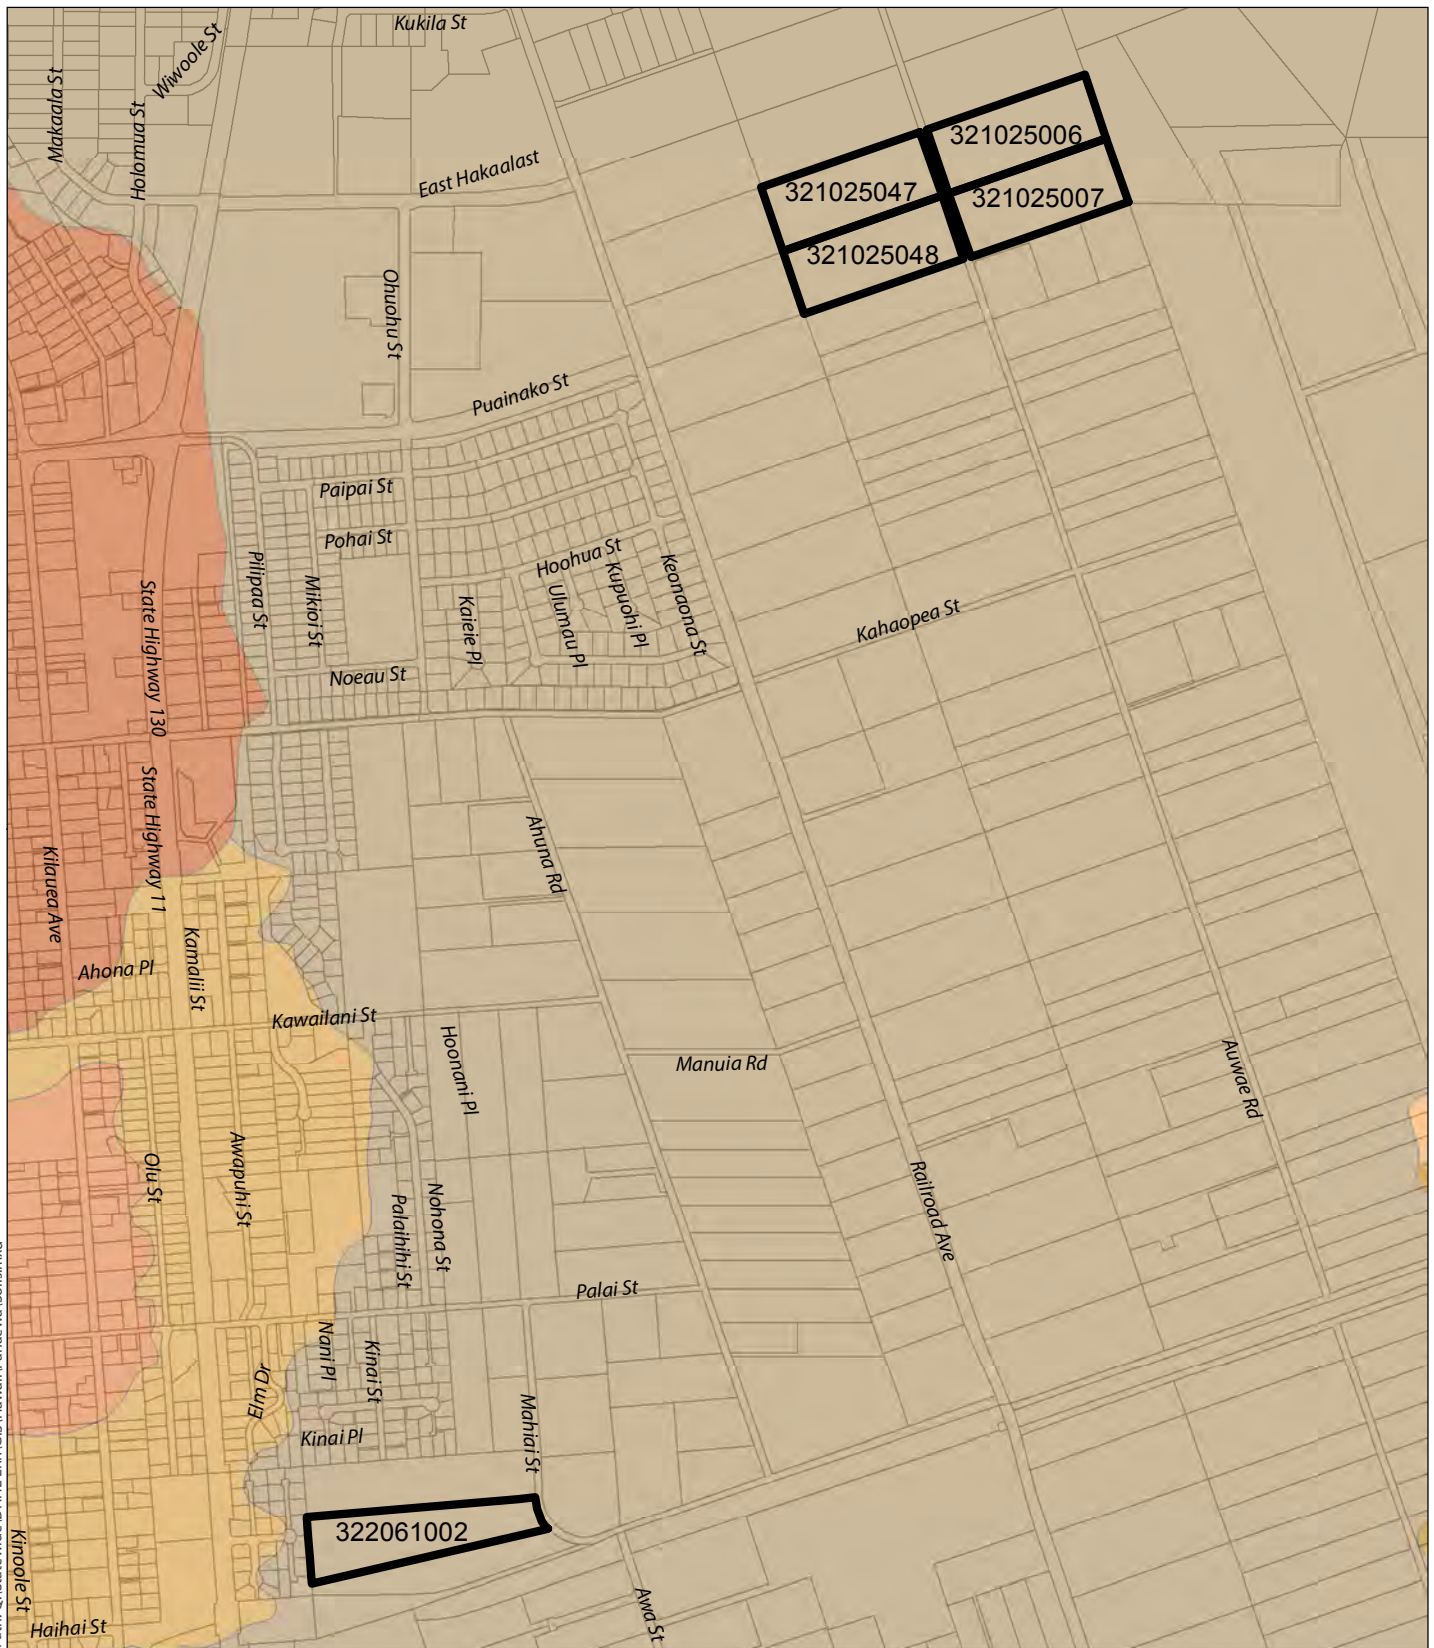 Kukila St
Wiwoole St
Makaala St
Holomua St
East Hakaalast
321025006
321025047
321025007
321025048
Ohuohu St
Puainako St
Paipai St
Pohai St
Hoohua St
Pilipaa St
Mikioi St
Kaieie Pl
Ulumau Pl
Kupuohi Pl
Keonaona St
Kahaopea St
State Highway 130
Noeau St
State Highway 11
Ahuna Rd
Kilauea Ave
Kamalii St
Ahona Pl
Kawailani St
Hoonani Pl
Manuia Rd
Auwae Rd
Olu St
Awapuhi St
Palaihihi St
Nohona St
Railroad Ave
Palai St
Nani Pl
Kinai St
Elm Dr
Mahiai St
Kinai Pl
322061002
Kinoole St
Awa St
Haihai St